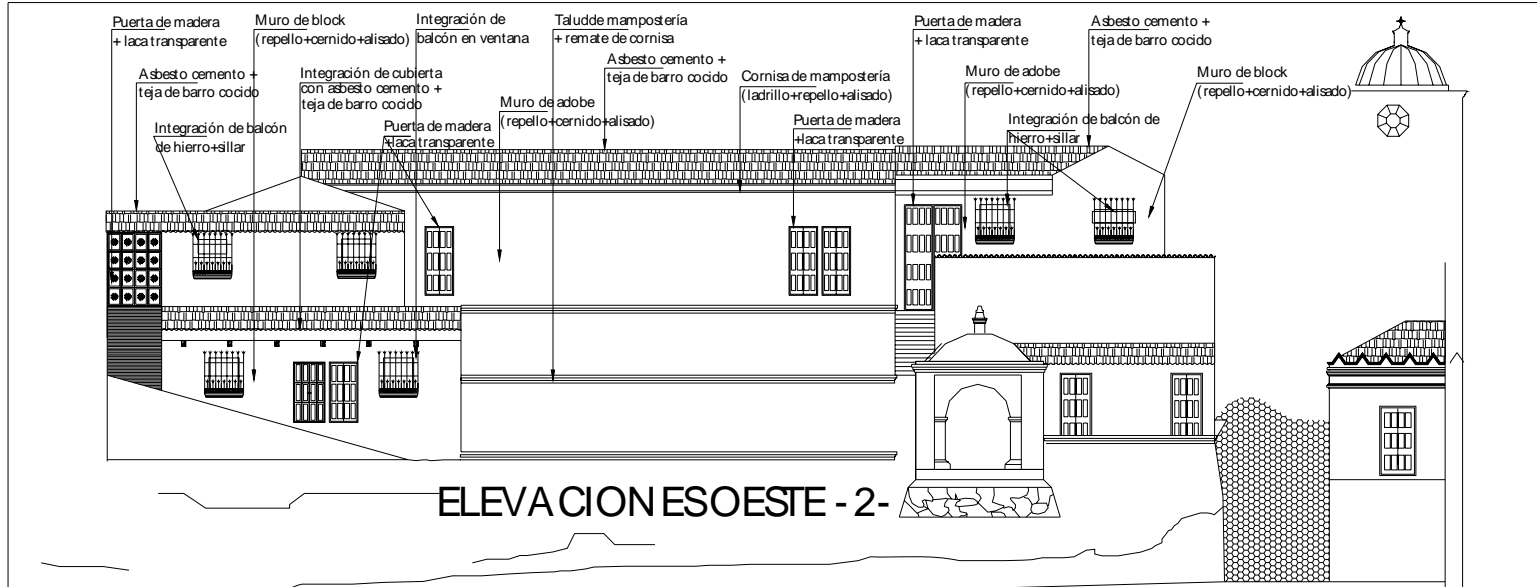 Puerta de madera
+ laca transparente
Muro de block
(repello+cernido+alisado)
Integración de
balcón en ventana
Taludde mampostería
+ remate de cornisa
Puerta de madera
+ laca transparente
Asbesto cemento +
teja de barro cocido
Asbesto cemento +
teja de barro cocido
Integración de cubierta
con asbesto cemento +
teja de barro cocido
Asbesto cemento +
teja de barro cocido
Cornisa de mampostería
(ladrillo+repello+alisado)
Muro de adobe
(repello+cernido+alisado)
Muro de block
(repello+cernido+alisado)
Integración de balcón
de hierro+sillar
Puerta de madera
+laca transparente
Muro de adobe
(repello+cernido+alisado)
Puerta de madera
+laca transparente
Integración de balcón de
hierro+sillar
ELEVACIONESOESTE - 2-